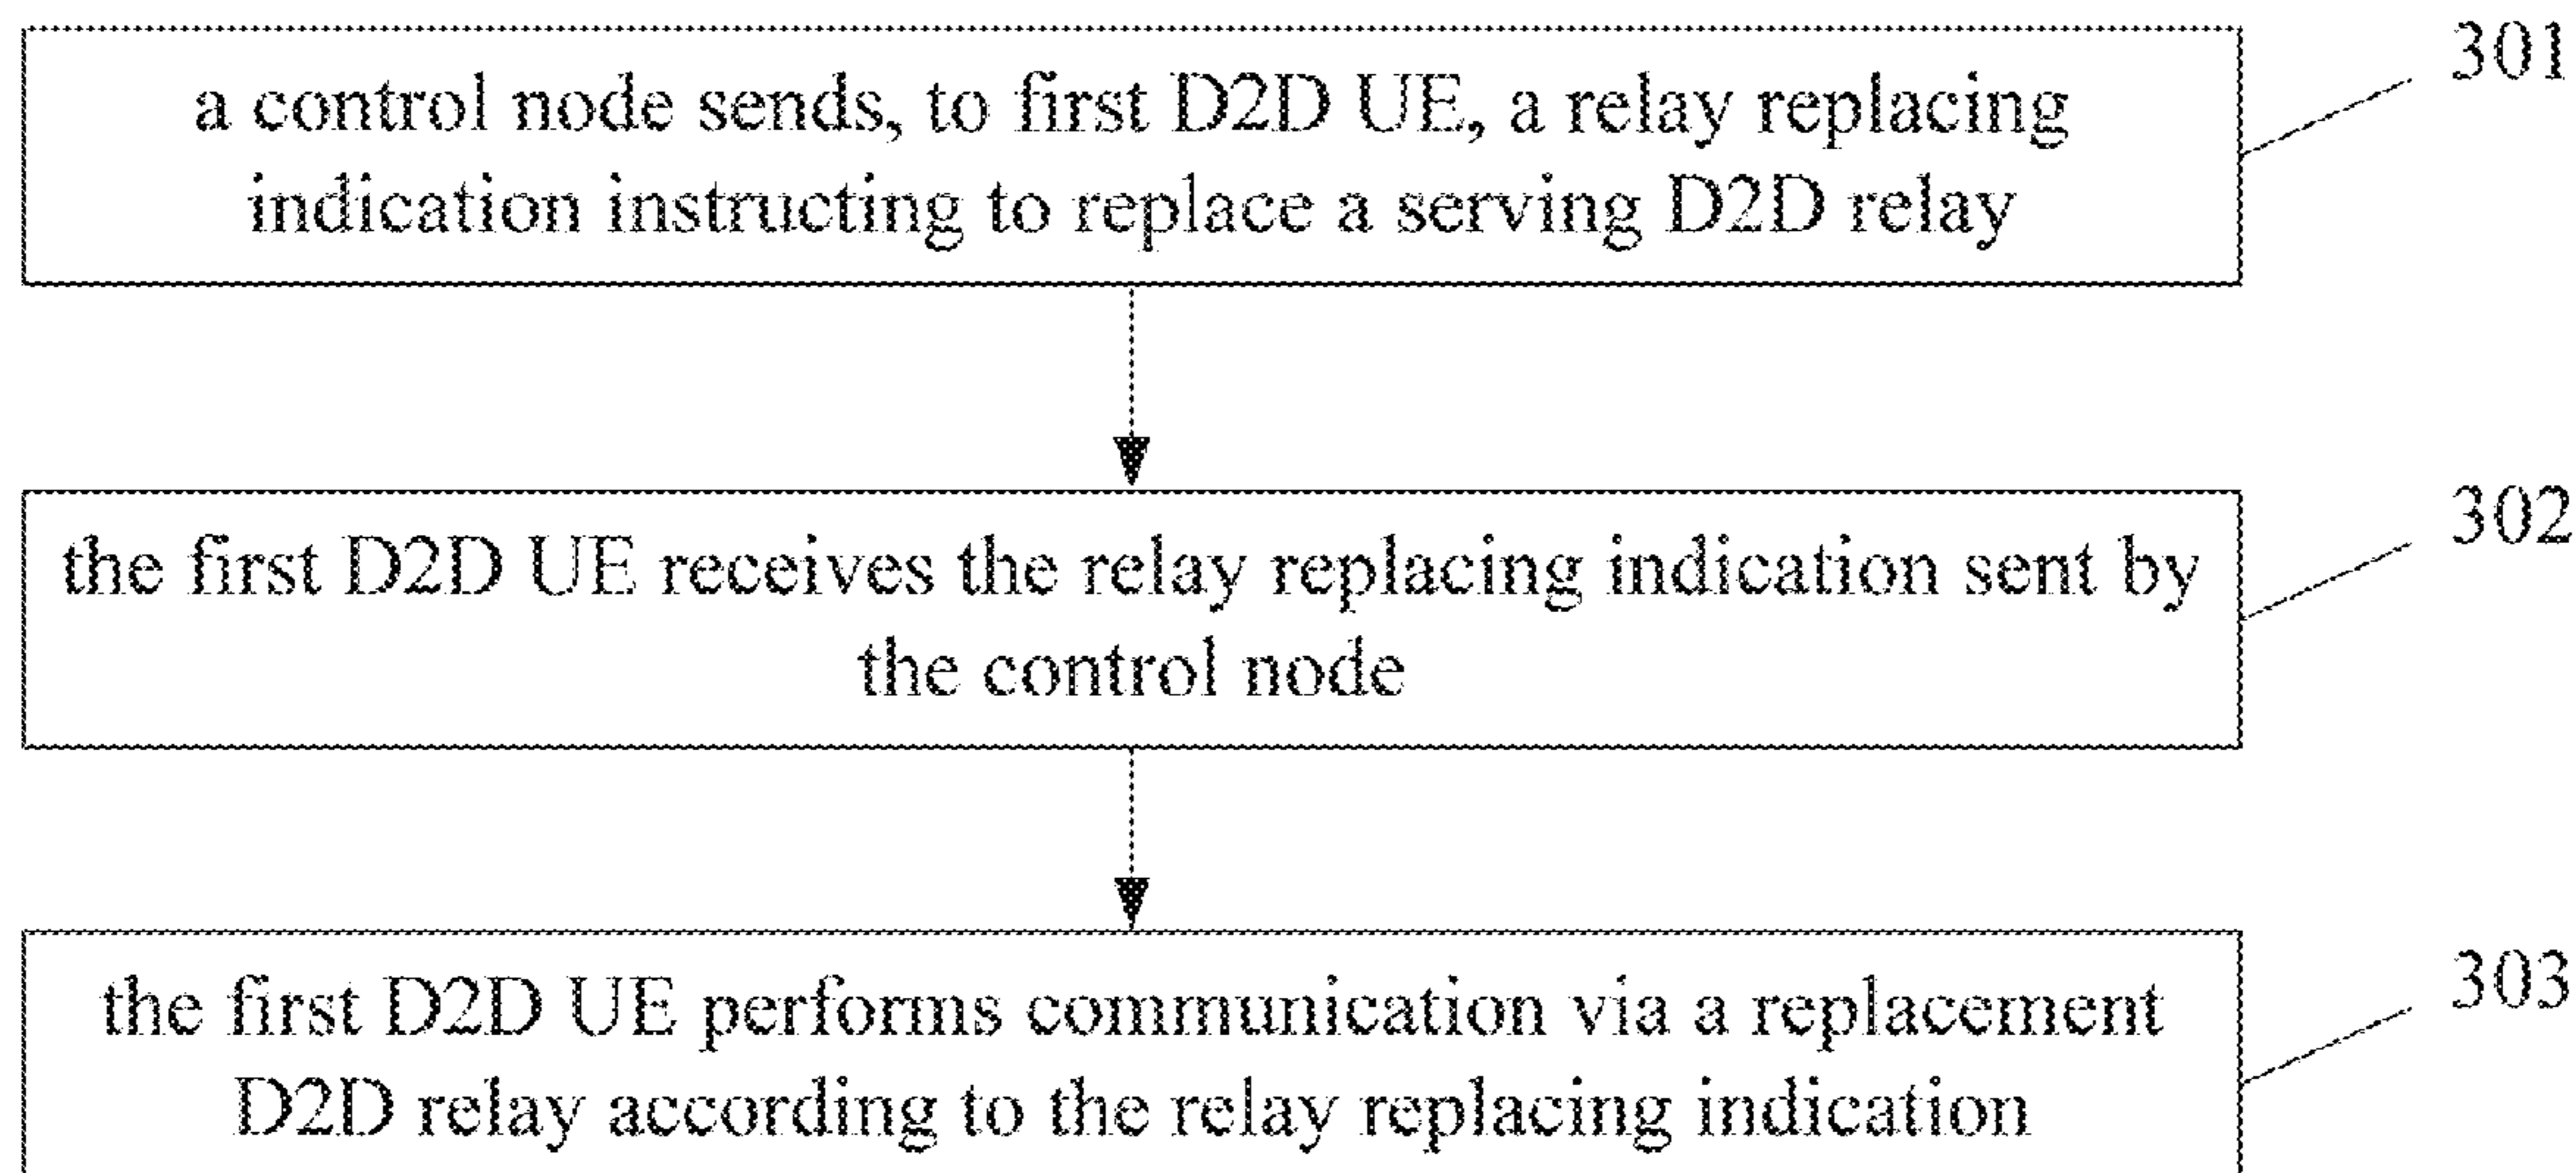 a control node sends, to first D2D UE, a relay replacing
indication instructing to replace a serving D2D relay
301
the first D2D UE receives the relay replacing indication sent by
the control node
302
the first D2D UE performs communication via a replacement
D2D relay according to the relay replacing indication
303